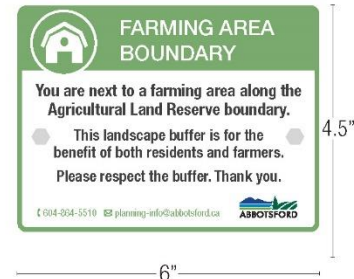 FARMING AREA
BOUNDARY
You are next to a farming area along the
Agricultural Land Reserve boundary.
This landscape buffer is for the
benefit of both residents and farmers.
Please respect the buffer. Thank you.
604-864-5510 planning-info@abbotsford.ca
ABBOTSFORD
4.5"
6"